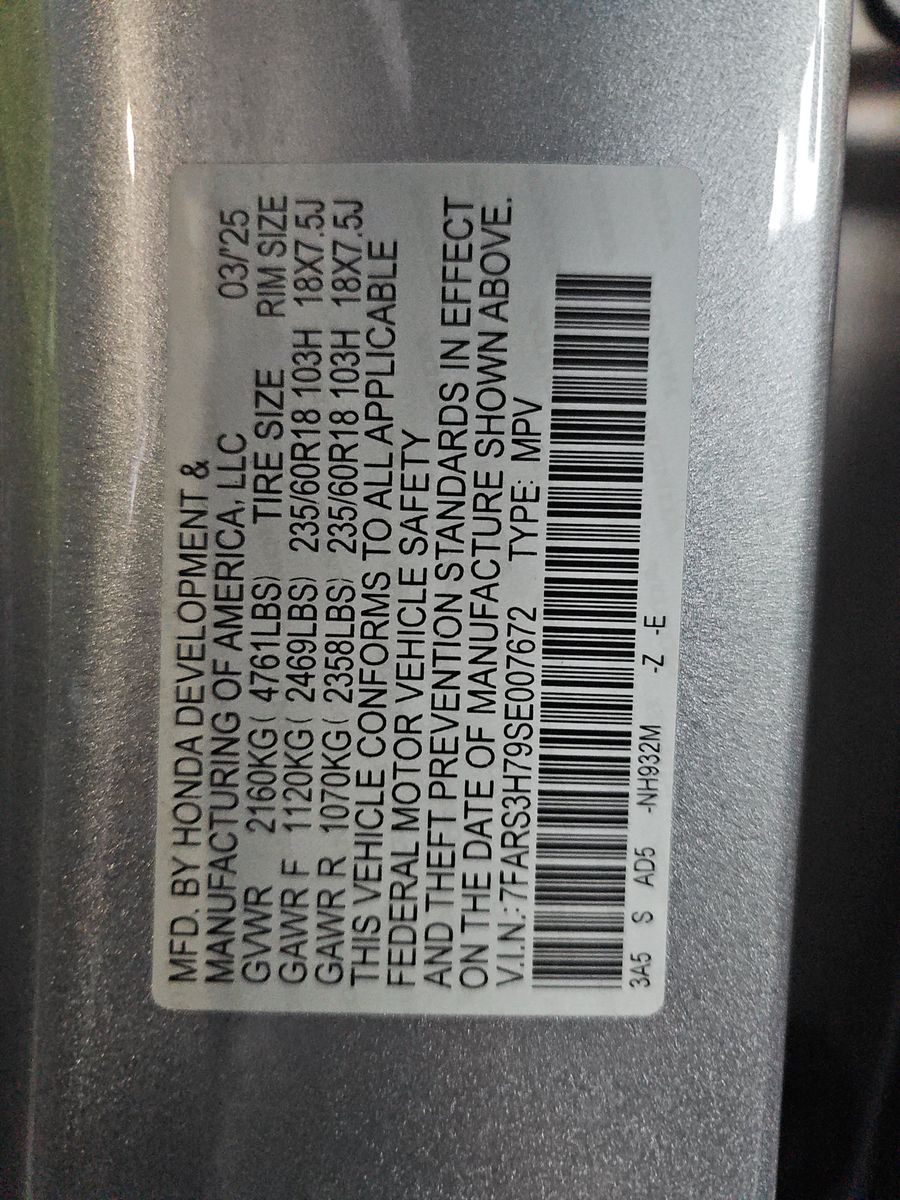 MFD. BY HONDA DEVELOPMENT &
MANUFACTURING OF AMERICA, LLC 03/'25
GVWR 2160KG ( 4761LBS) TIRE SIZE RIM SIZE
GAWR F 1120KG ( 2469LBS) 235/60R18 103H 18X7.5J
GAWR R 1070KG ( 2358LBS) 235/60R18 103H 18X7.5J
THIS VEHICLE CONFORMS TO ALL APPLICABLE
FEDERAL MOTOR VEHICLE SAFETY
AND THEFT PREVENTION STANDARDS IN EFFECT
ON THE DATE OF MANUFACTURE SHOWN ABOVE.
V.I.N.: 7FARS3H79SE007672 TYPE: MPV
3A5 S AD5 -NH932M -Z -E